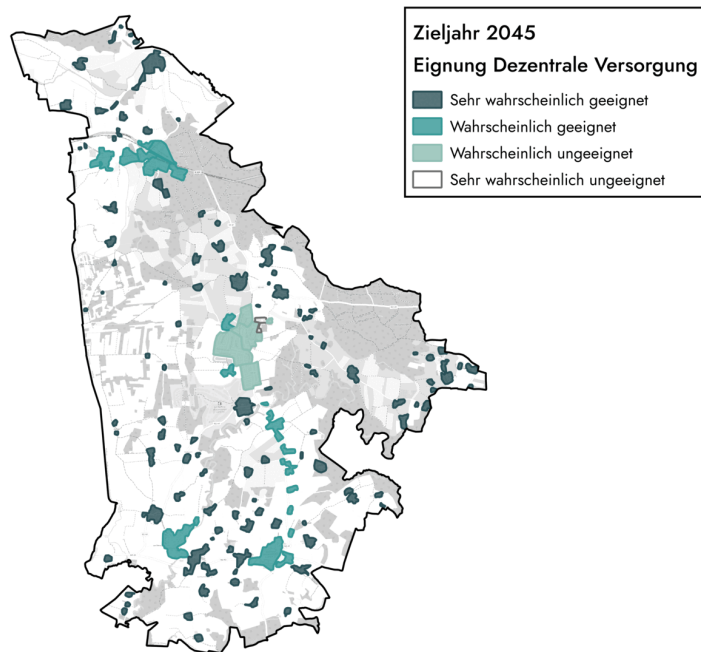 Zieljahr 2045
Eignung Dezentrale Versorgung
Sehr wahrscheinlich geeignet
Wahrscheinlich geeignet
Wahrscheinlich ungeeignet
Sehr wahrscheinlich ungeeignet